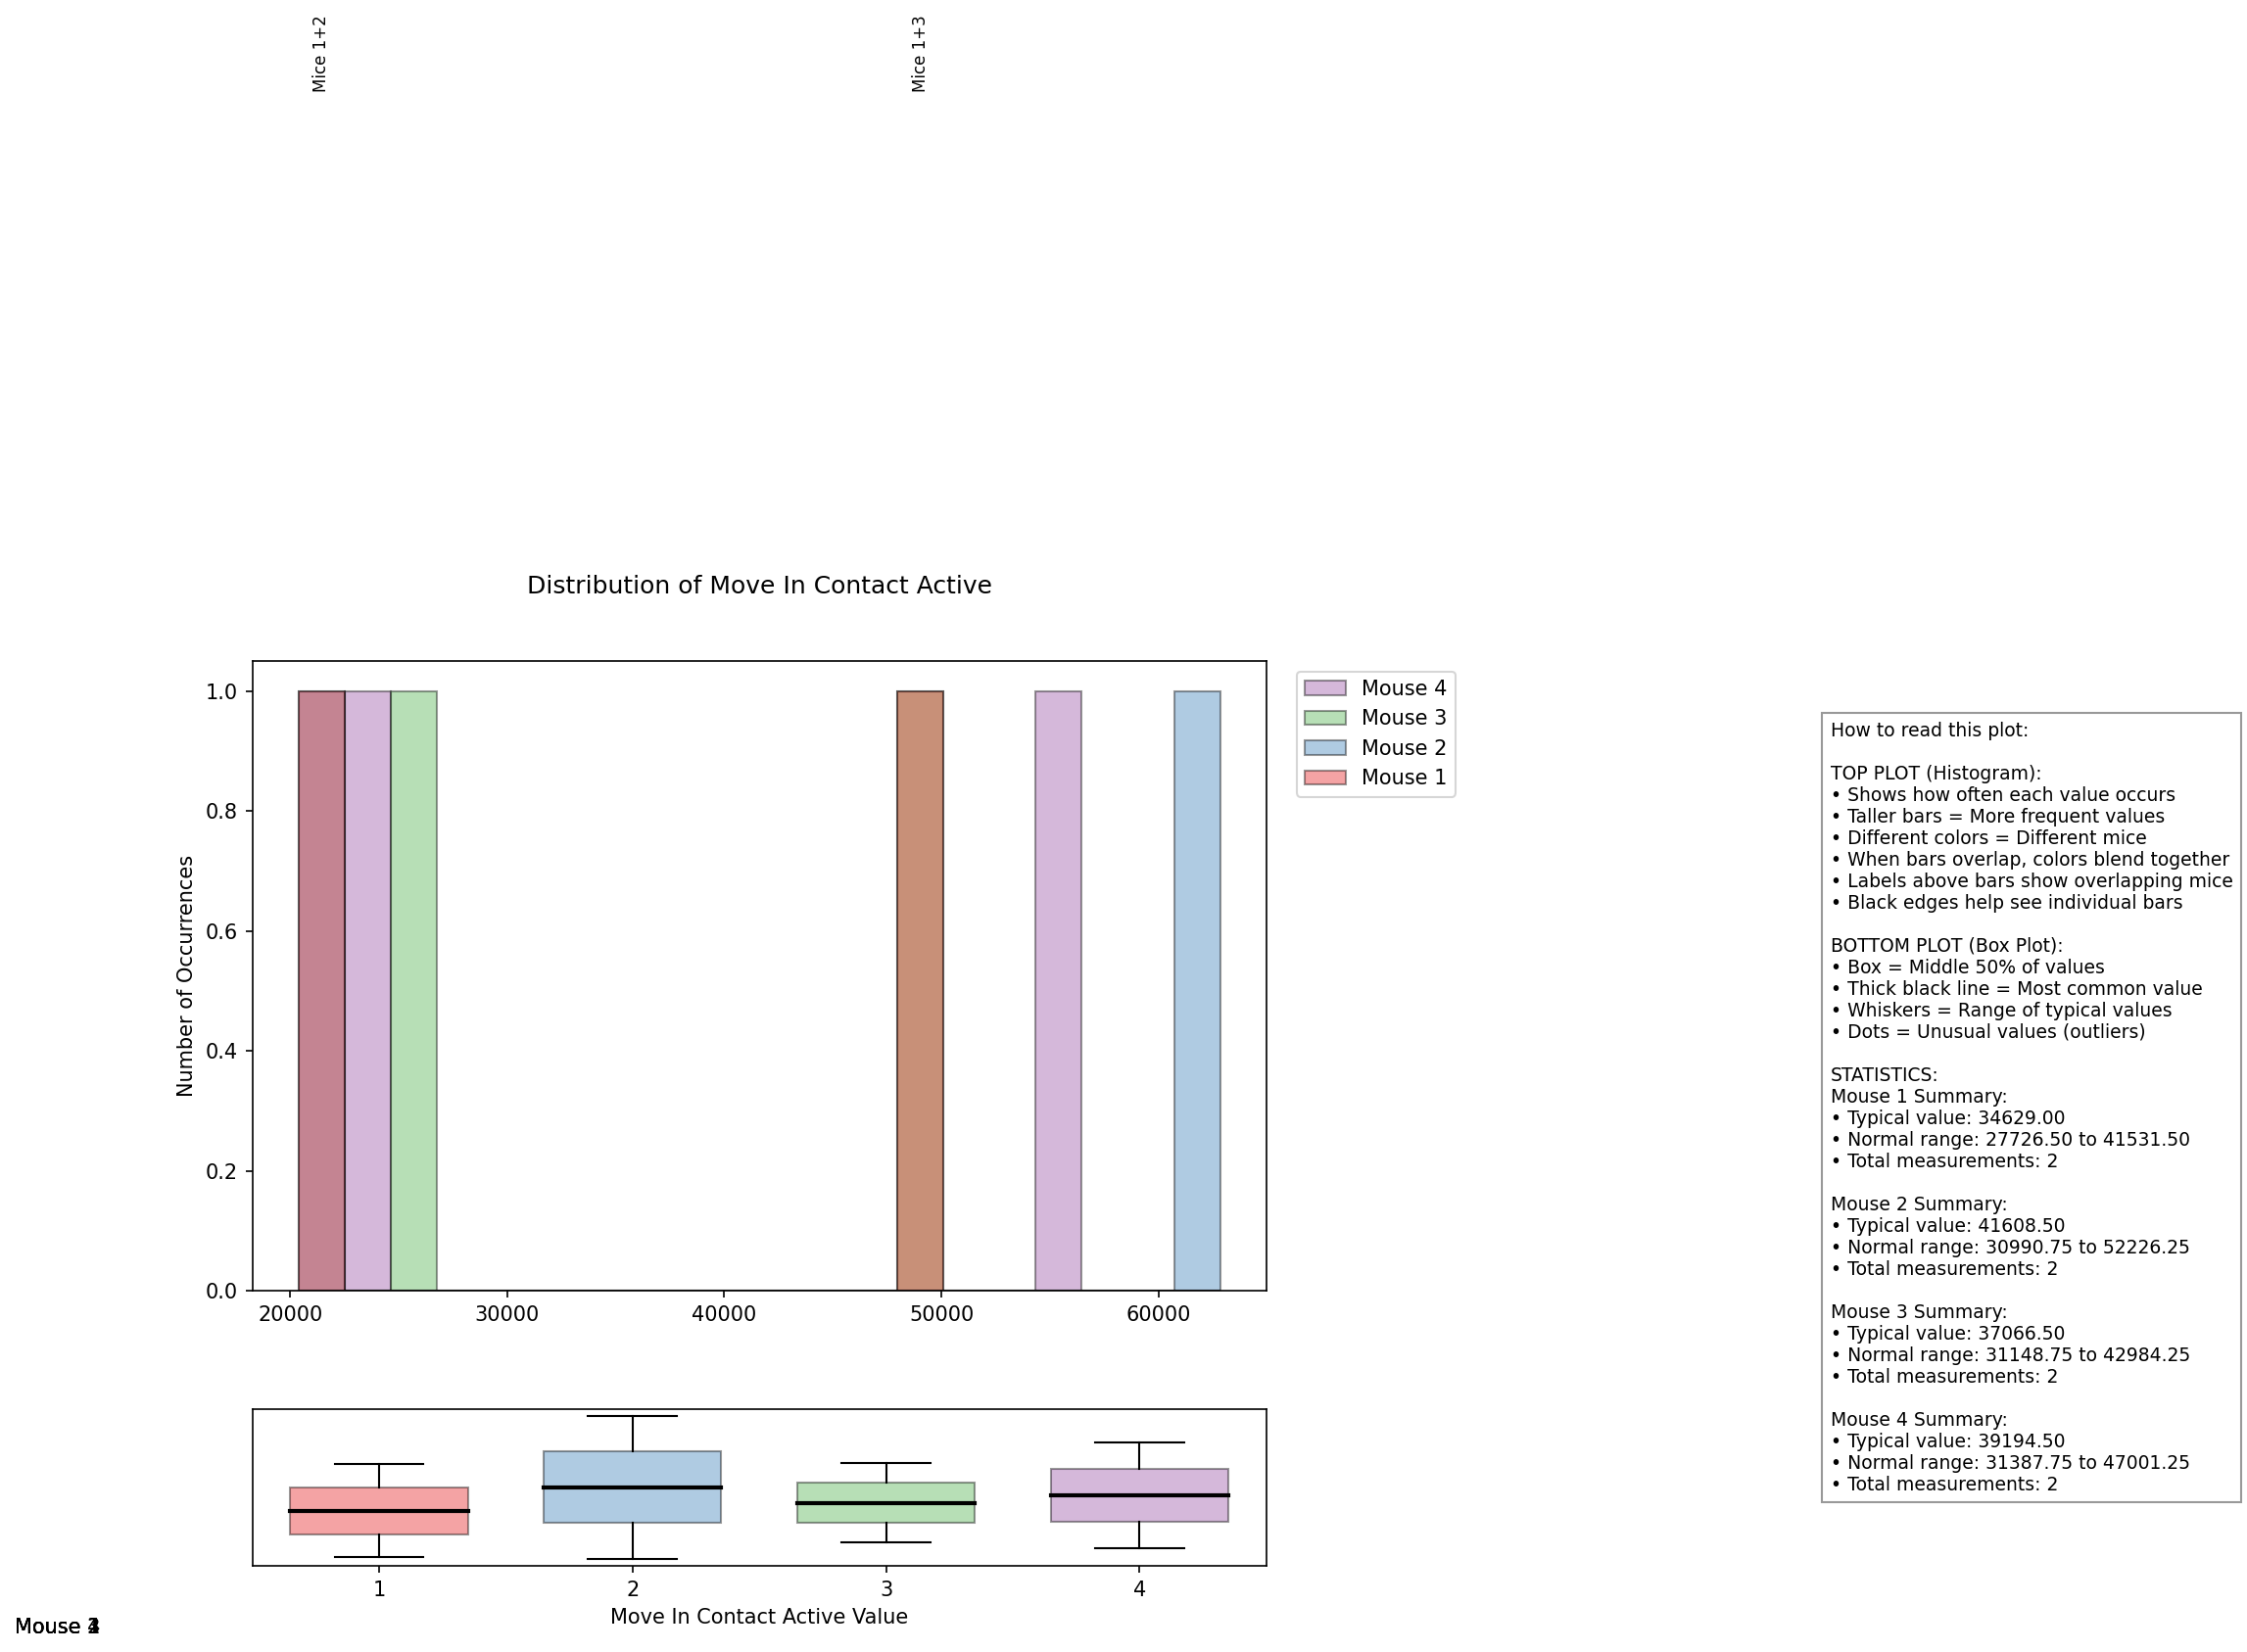 Mice 1+2
Mice 1+3
Distribution of Move In Contact Active
Number of Occurrences
1.0
0.8
0.6
0.4
0.2
0.0
20000
30000
40000
50000
60000
Mouse 4
Mouse 3
Mouse 2
Mouse 1
How to read this plot:
TOP PLOT (Histogram):
• Shows how often each value occurs
• Taller bars = More frequent values
• Different colors = Different mice
• When bars overlap, colors blend together
• Labels above bars show overlapping mice
• Black edges help see individual bars
BOTTOM PLOT (Box Plot):
• Box = Middle 50% of values
• Thick black line = Most common value
• Whiskers = Range of typical values
• Dots = Unusual values (outliers)
STATISTICS:
Mouse 1 Summary:
• Typical value: 34629.00
• Normal range: 27726.50 to 41531.50
• Total measurements: 2
Mouse 2 Summary:
• Typical value: 41608.50
• Normal range: 30990.75 to 52226.25
• Total measurements: 2
Mouse 3 Summary:
• Typical value: 37066.50
• Normal range: 31148.75 to 42984.25
• Total measurements: 2
Mouse 4 Summary:
• Typical value: 39194.50
• Normal range: 31387.75 to 47001.25
• Total measurements: 2
1
2
3
4
Move In Contact Active Value
Mouse